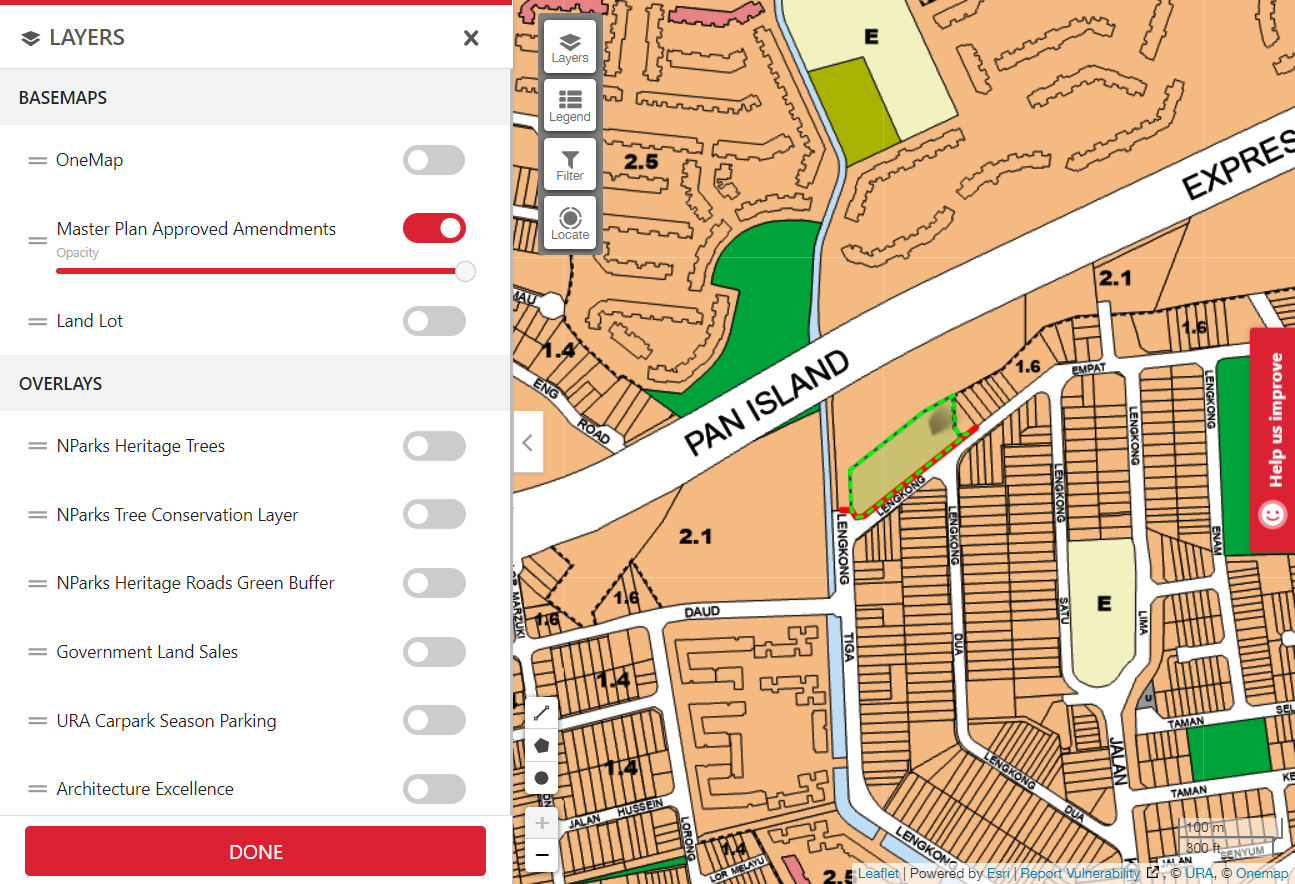 LAYERS
BASEMAPS
OneMap
Master Plan Approved Amendments
Opacity
Land Lot
OVERLAYS
NParks Heritage Trees
NParks Tree Conservation Layer
NParks Heritage Roads Green Buffer
Government Land Sales
URA Carpark Season Parking
Architecture Excellence
DONE
Layers
Legend
Filter
Locate
E
2.5
EXPRES
2.1
1.6
1.6
EMPAT
PAN ISLAND
1.4
ENG
ROAD
LENGKONG
LENGKONG
LENGKONG
LENGKONG
LENGKONG
LENGKONG
2.1
1.6
1.6
MARZUKI
DAUD
TIGA
DUA
SATU
LIMA
ENAM
E
U
1.4
1.4
TAMAN
TAMAN
JALAN
LENGKONG
DUA
LENGKONG
JALAN HUSSEIN
LORONG
1.4
LOR MELAYU
2.5
JALAN
SENYUM
Help us improve
100 m
300 ft
Leaflet | Powered by Esri | Report Vulnerability , © URA, © Onemap